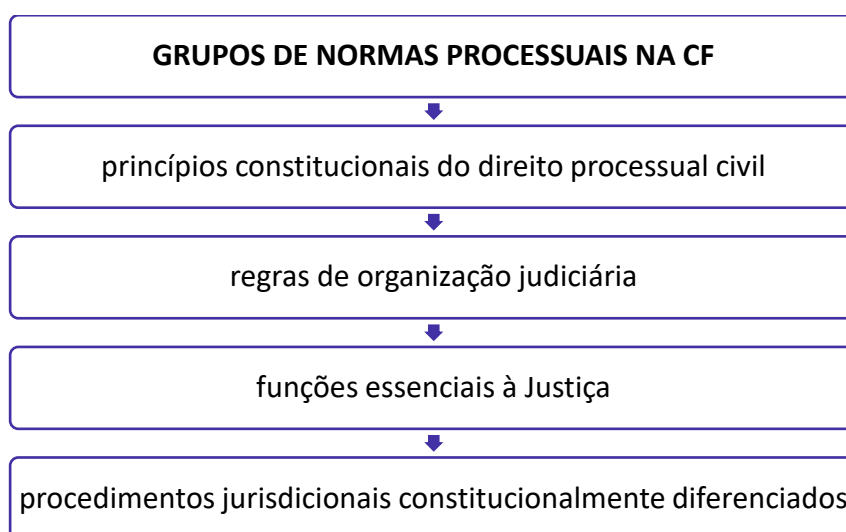 GRUPOS DE NORMAS PROCESSUAIS NA CF
princípios constitucionais do direito processual civil
regras de organização judiciária
funções essenciais à Justiça
procedimentos jurisdicionais constitucionalmente diferenciados